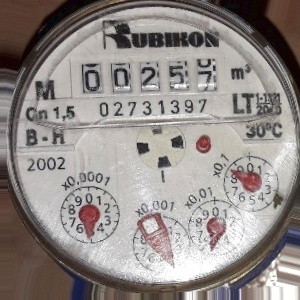 RUBIKON
M 00257 m³
Qn 1,5 02731397 LT
B - H 30°C
2002
x0,0001 x0,001 x0,01 x0,1